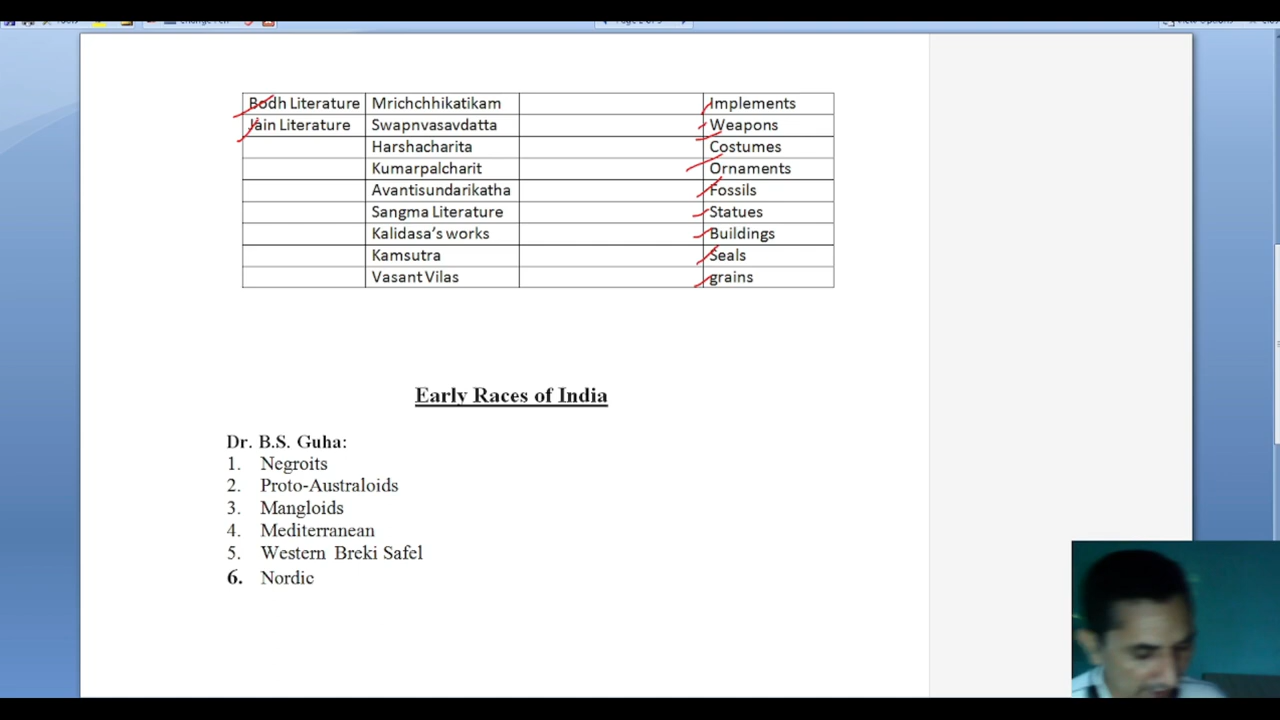 Bodh Literature Mrichchhikatikam Implements
Jain Literature Swapnvasavdatta Weapons
Harshacharita Costumes
Kumarpalcharit Ornaments
Avantisundarikatha Fossils
Sangma Literature Statues
Kalidasa's works Buildings
Kamsutra Seals
Vasant Vilas grains
Early Races of India
Dr. B.S. Guha:
1. Negroits
2. Proto-Australoids
3. Mangloids
4. Mediterranean
5. Western Breki Safel
6. Nordic